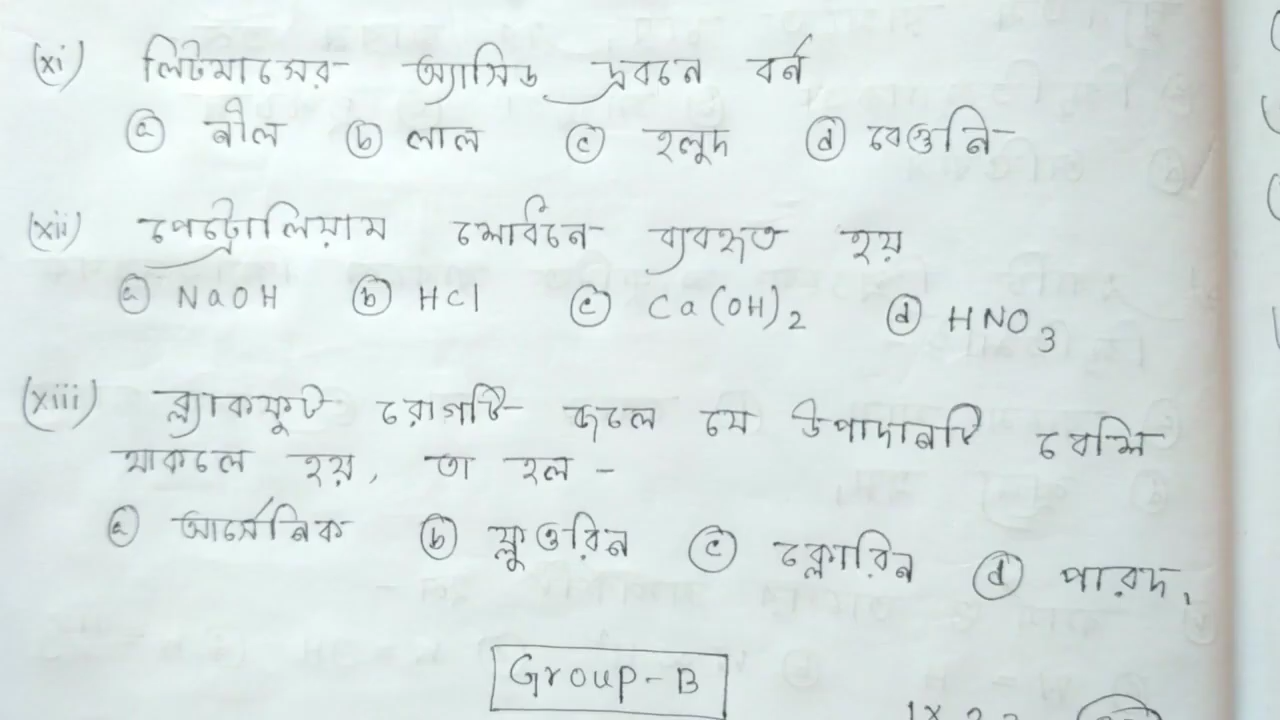 (xi) লিটমাসের অ্যাসিড দ্রবনে বর্ন
ⓐ নীল ⓑ লাল ⓒ হলুদ ⓓ বেগুনি
(xii) পেট্রোলিয়াম শোধনে ব্যবহৃত হয়
ⓐ NaOH ⓑ HCl ⓒ Ca(OH)₂ ⓓ HNO₃
(xiii) ব্ল্যাকফুট রোগটি জলে যে উপাদানটি বেশি
থাকলে হয়, তা হল –
ⓐ আর্সেনিক ⓑ ফ্লুওরিন ⓒ ক্লোরিন ⓓ পারদ,
Group-B